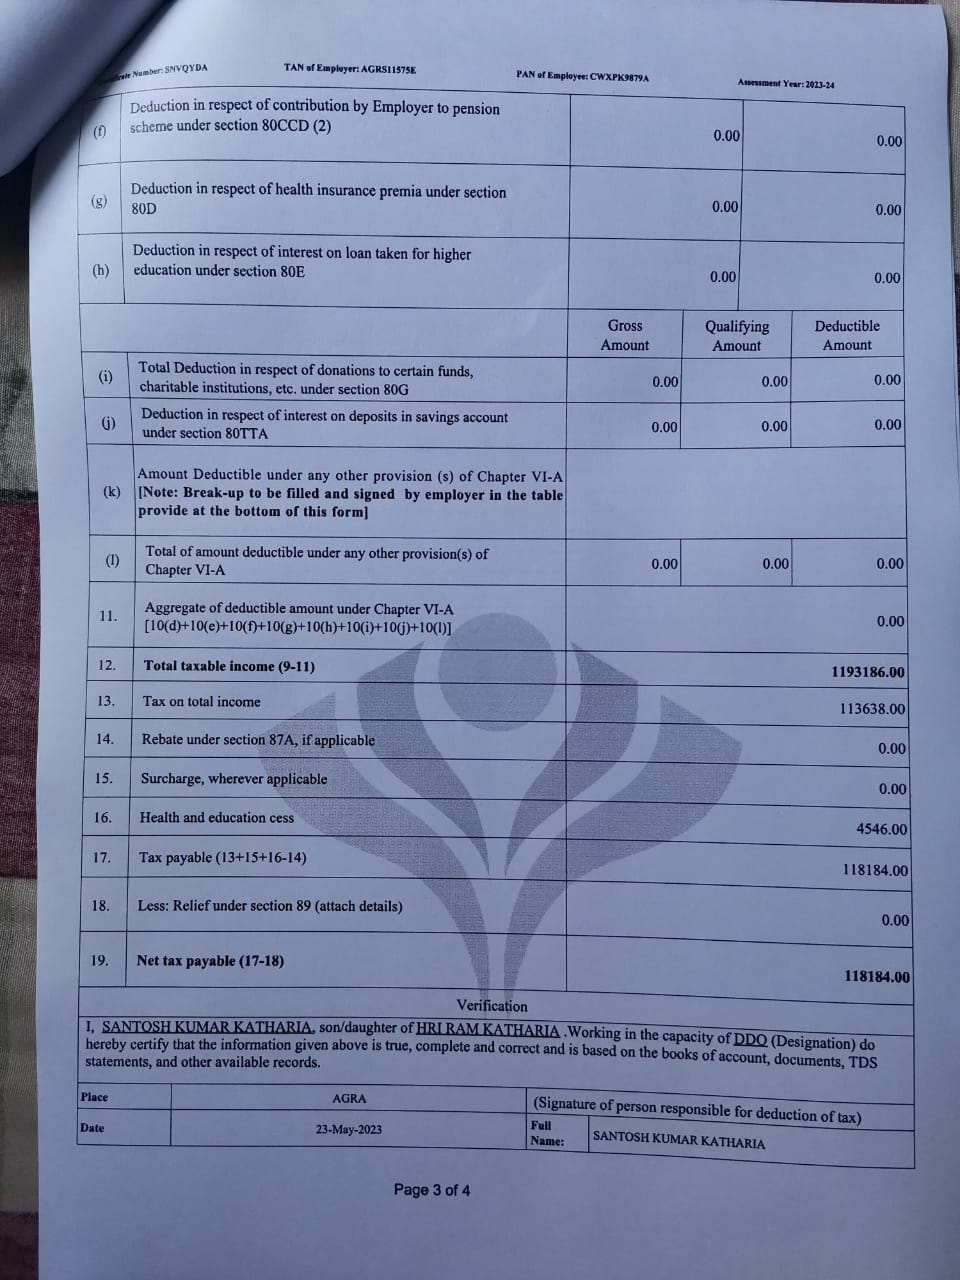 Number: SNVQYDA TAN of Employer: AGRS11575E PAN of Employee: CWXPK9879A Assessment Year: 2023-24
(f) Deduction in respect of contribution by Employer to pension
scheme under section 80CCD (2) 0.00 0.00
(g) Deduction in respect of health insurance premia under section
80D 0.00 0.00
(h) Deduction in respect of interest on loan taken for higher
education under section 80E 0.00 0.00
Gross Qualifying Deductible
Amount Amount Amount
(i) Total Deduction in respect of donations to certain funds,
charitable institutions, etc. under section 80G 0.00 0.00 0.00
(j) Deduction in respect of interest on deposits in savings account
under section 80TTA 0.00 0.00 0.00
Amount Deductible under any other provision (s) of Chapter VI-A
(k) [Note: Break-up to be filled and signed by employer in the table
provide at the bottom of this form]
(l) Total of amount deductible under any other provision(s) of
Chapter VI-A 0.00 0.00 0.00
11. Aggregate of deductible amount under Chapter VI-A
[10(d)+10(e)+10(f)+10(g)+10(h)+10(i)+10(j)+10(l)] 0.00
12. Total taxable income (9-11) 1193186.00
13. Tax on total income 113638.00
14. Rebate under section 87A, if applicable 0.00
15. Surcharge, wherever applicable 0.00
16. Health and education cess 4546.00
17. Tax payable (13+15+16-14) 118184.00
18. Less: Relief under section 89 (attach details) 0.00
19. Net tax payable (17-18) 118184.00
Verification
I, SANTOSH KUMAR KATHARIA, son/daughter of HRI RAM KATHARIA .Working in the capacity of DDO (Designation) do
hereby certify that the information given above is true, complete and correct and is based on the books of account, documents, TDS
statements, and other available records.
Place AGRA (Signature of person responsible for deduction of tax)
Date 23-May-2023 Full
Name: SANTOSH KUMAR KATHARIA
Page 3 of 4